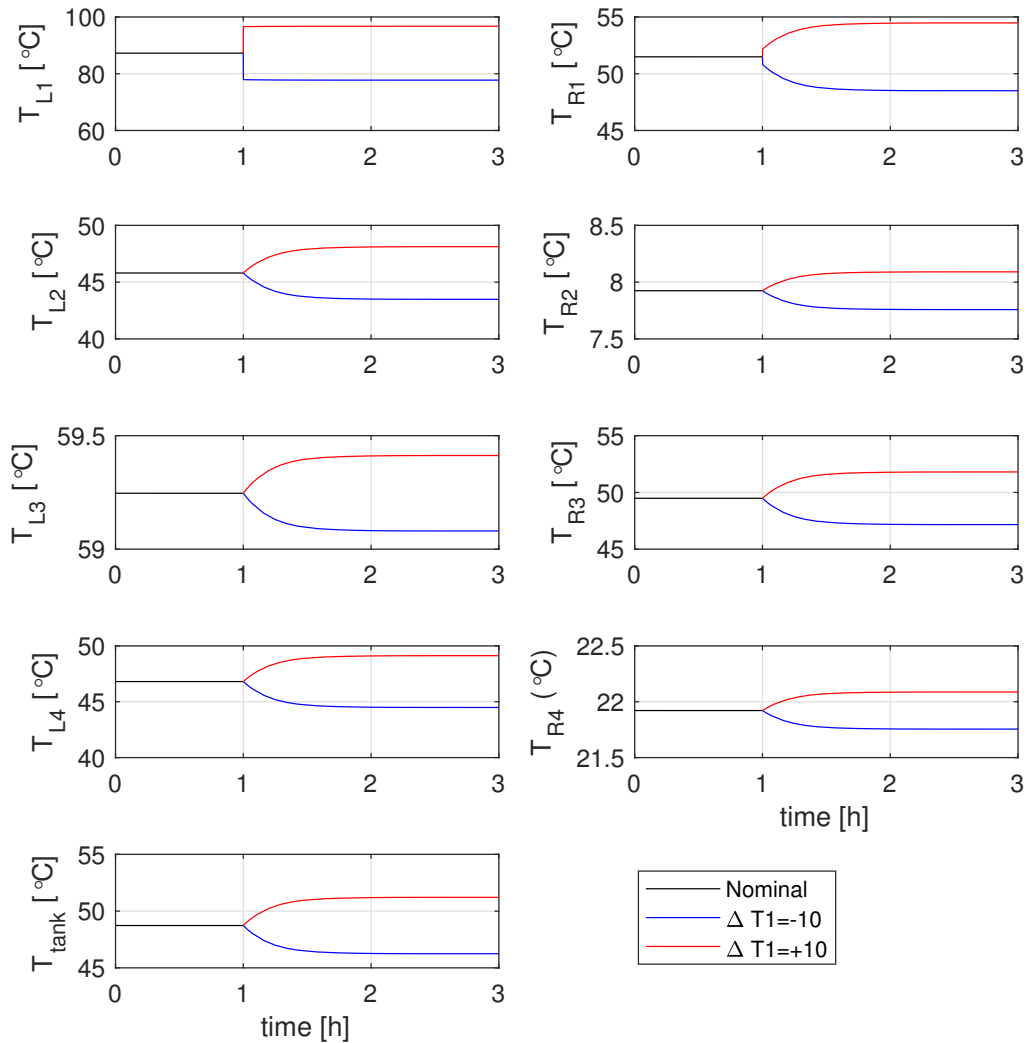 T_L1 [°C]
100
80
60
0 1 2 3
T_R1 [°C]
55
50
45
0 1 2 3
T_L2 [°C]
50
45
40
0 1 2 3
T_R2 [°C]
8.5
8
7.5
0 1 2 3
T_L3 [°C]
59.5
59
0 1 2 3
T_R3 [°C]
55
50
45
0 1 2 3
T_L4 [°C]
50
45
40
0 1 2 3
T_R4 (°C)
22.5
22
21.5
0 1 2 3
time [h]
T_tank [°C]
55
50
45
0 1 2 3
time [h]
Nominal
Δ T1=-10
Δ T1=+10